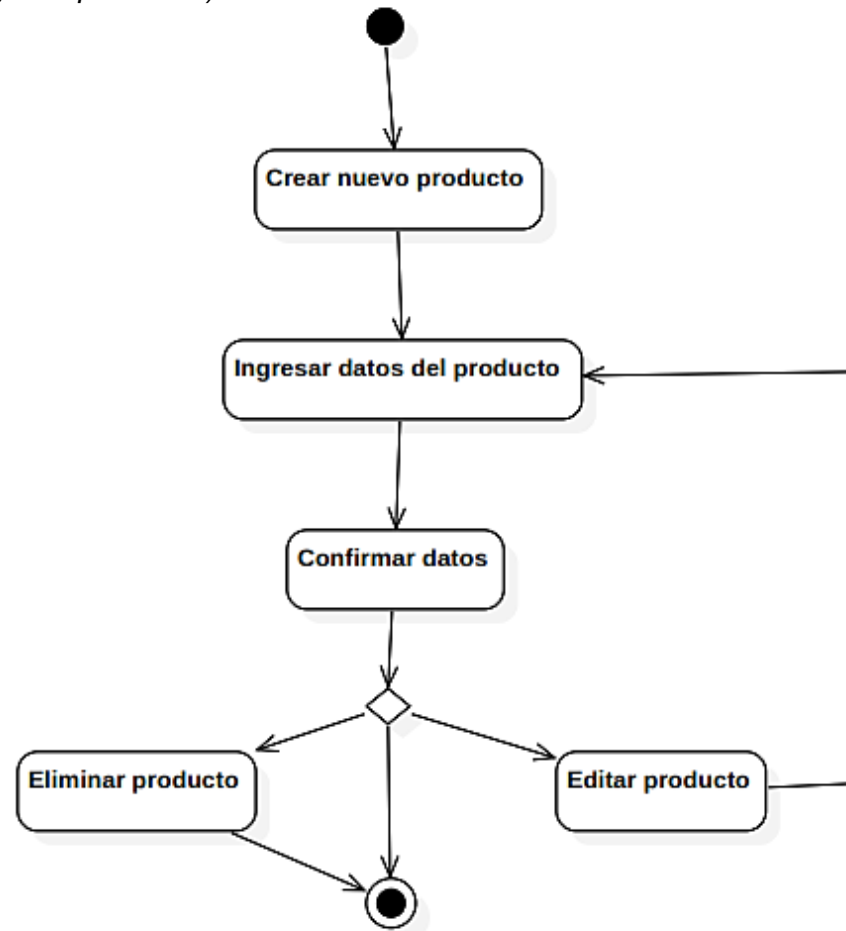 Crear nuevo producto
Ingresar datos del producto
Confirmar datos
Eliminar producto
Editar producto